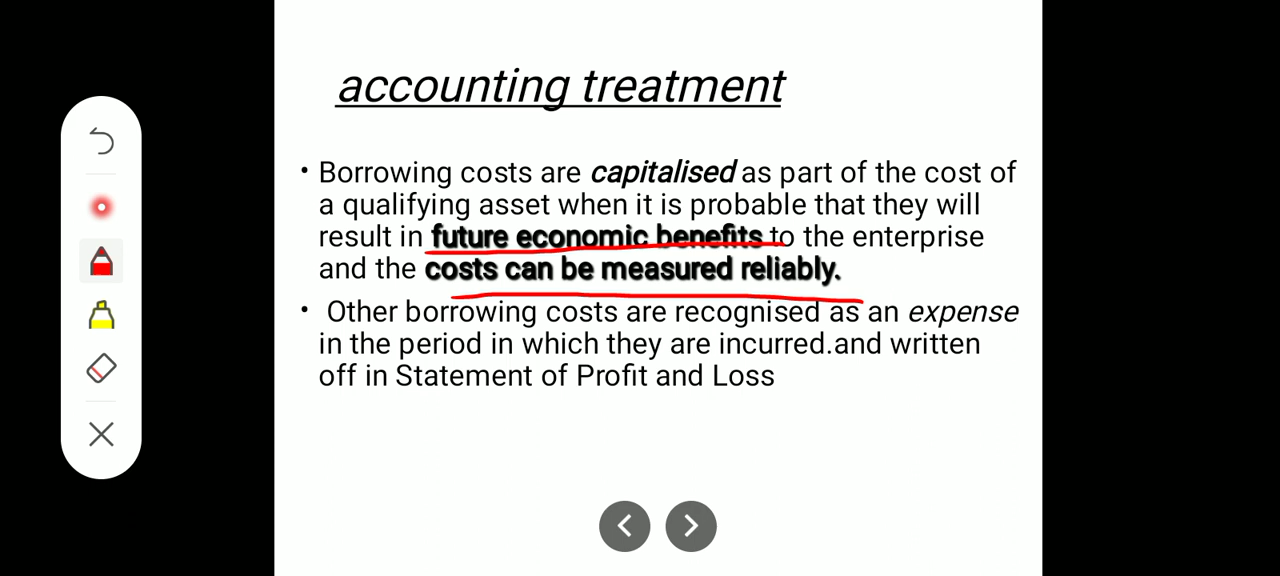 accounting treatment
• Borrowing costs are capitalised as part of the cost of
a qualifying asset when it is probable that they will
result in future economic benefits to the enterprise
and the costs can be measured reliably.
• Other borrowing costs are recognised as an expense
in the period in which they are incurred.and written
off in Statement of Profit and Loss